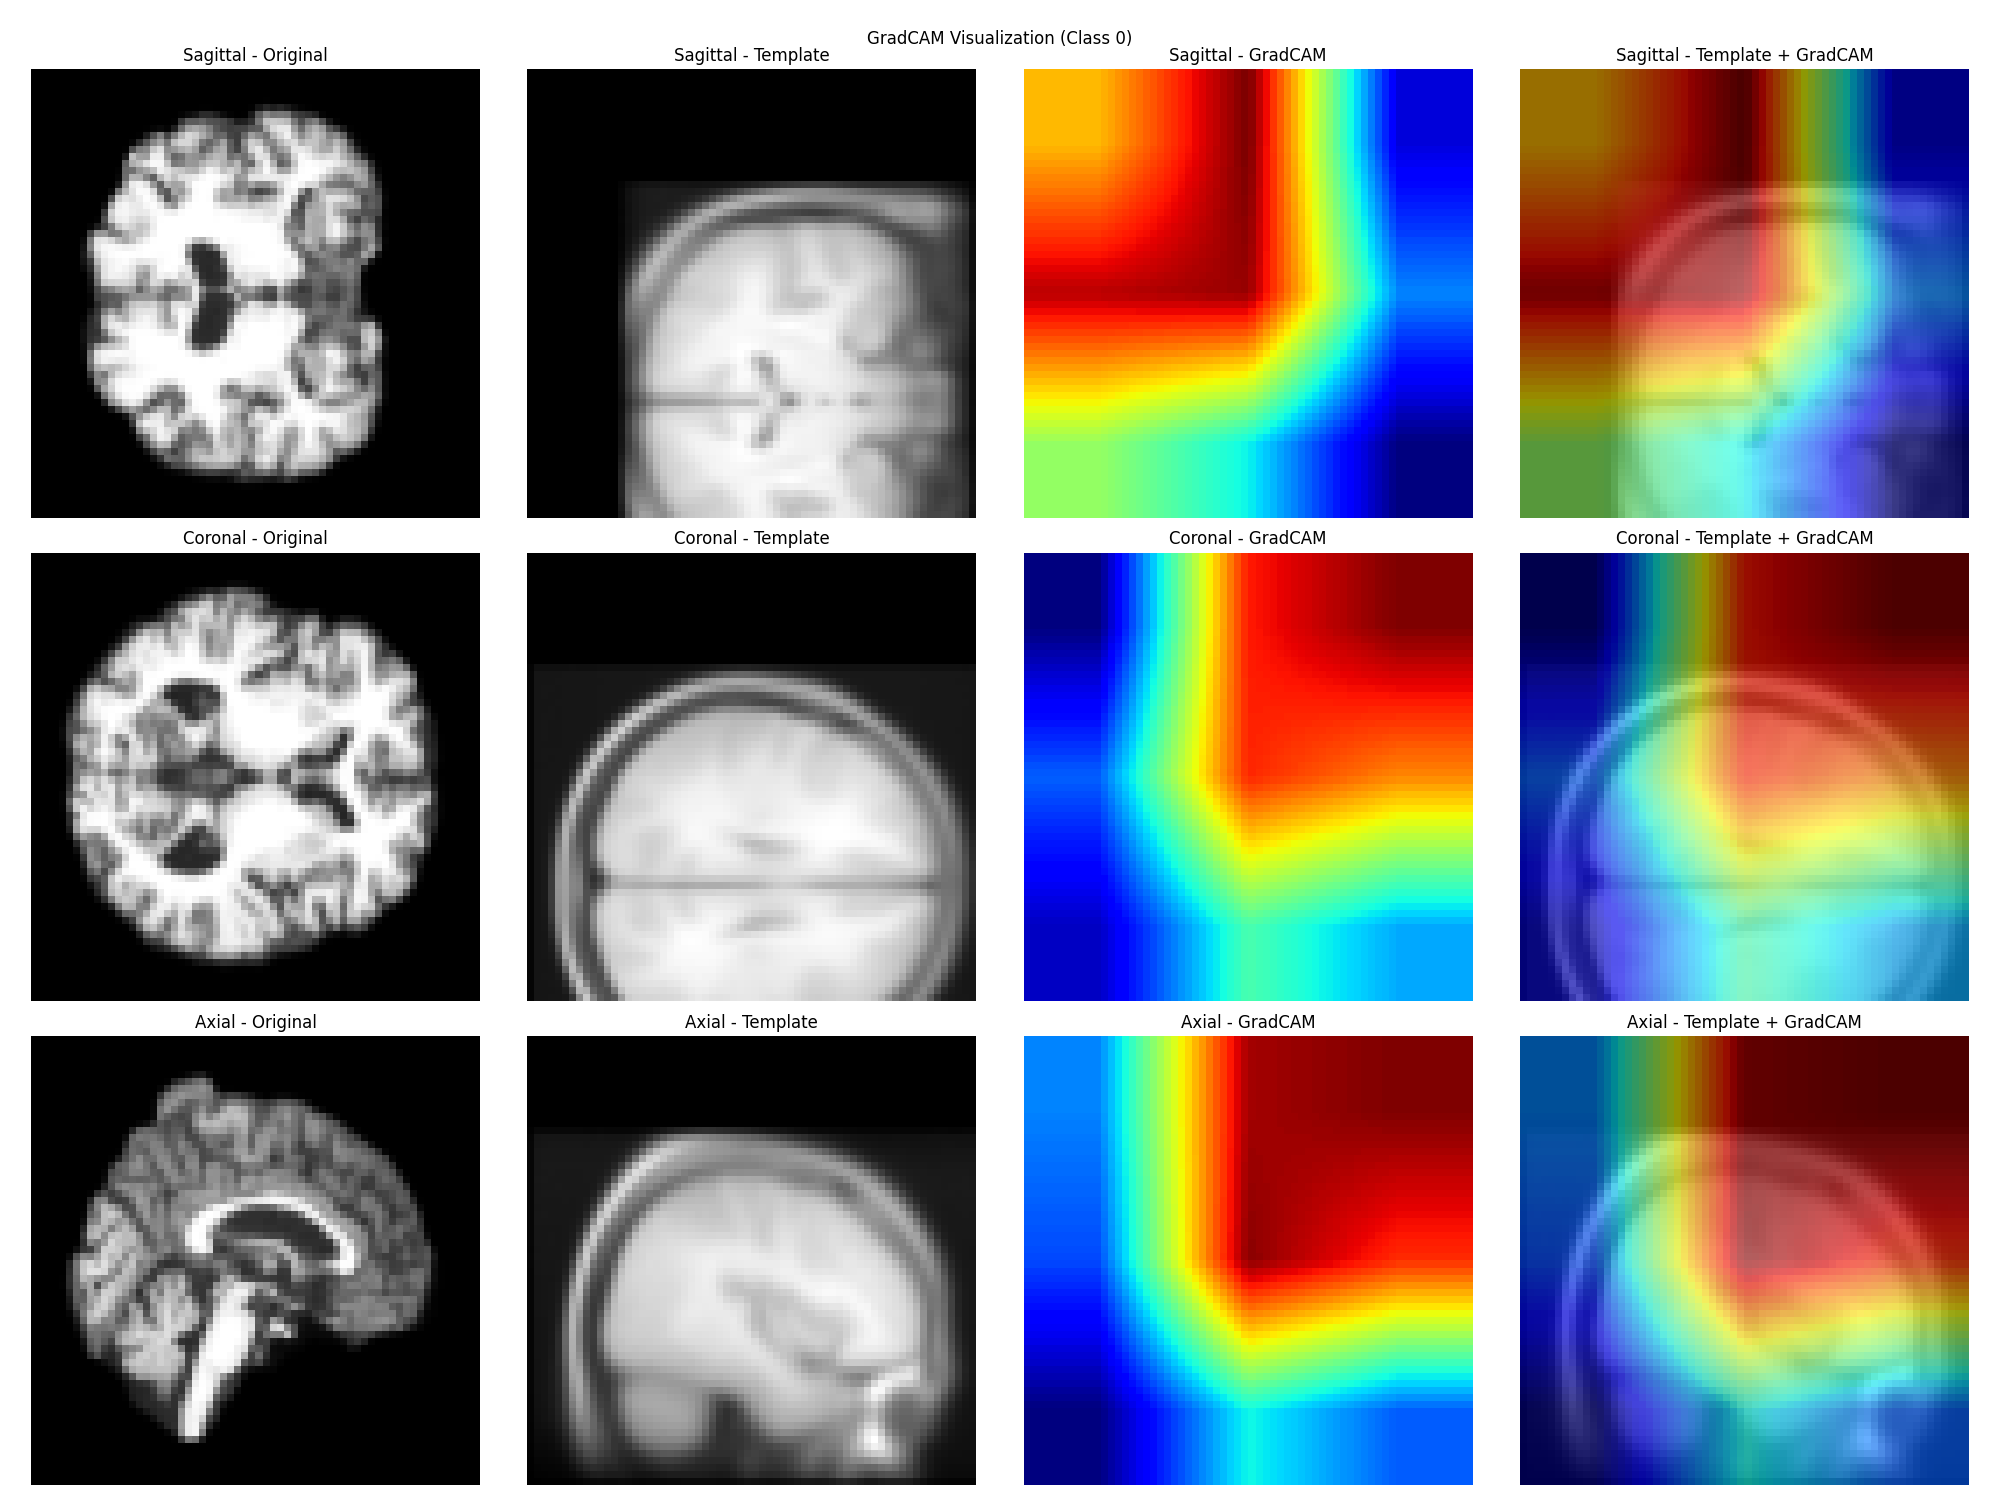 GradCAM Visualization (Class 0)
Sagittal - Original
Sagittal - Template
Sagittal - GradCAM
Sagittal - Template + GradCAM
Coronal - Original
Coronal - Template
Coronal - GradCAM
Coronal - Template + GradCAM
Axial - Original
Axial - Template
Axial - GradCAM
Axial - Template + GradCAM